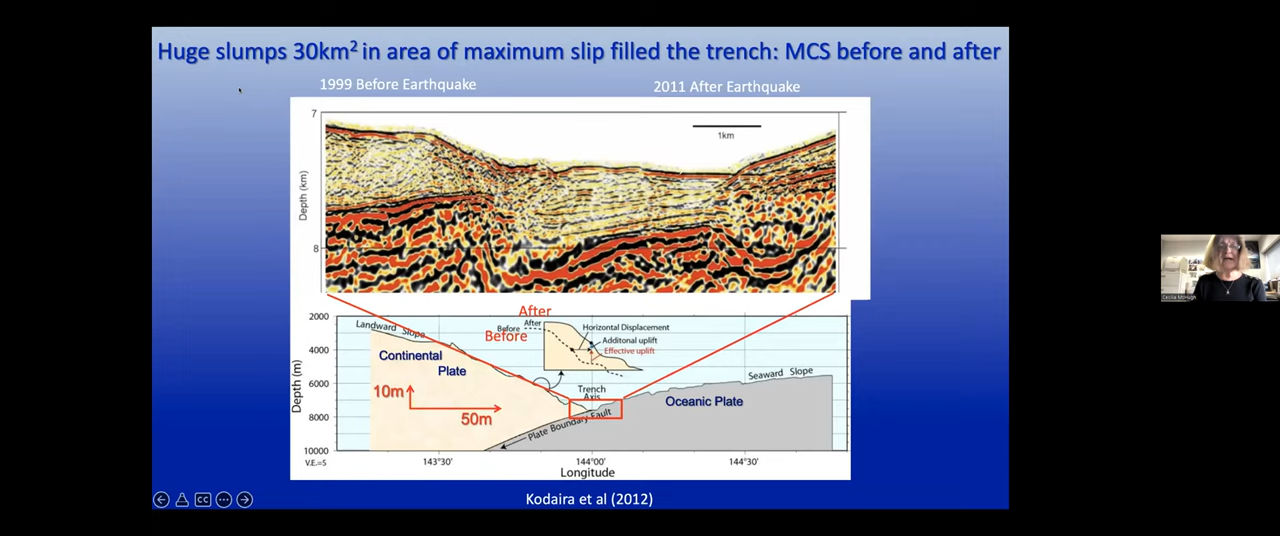 Huge slumps 30km² in area of maximum slip filled the trench: MCS before and after
1999 Before Earthquake
2011 After Earthquake
7
1km
Depth (km)
8
After
Before
2000
Landward Slope
Before
After
Horizontal Displacement
Additonal uplift
Effective uplift
4000
Continental
Plate
Depth (m)
6000
Seaward Slope
10m
Trench
Axis
Oceanic Plate
8000
50m
Plate Boundary Fault
10000
V.E.=5
143°30'
144°00'
144°30'
Longitude
Kodaira et al (2012)
CC
Cecilia McHugh